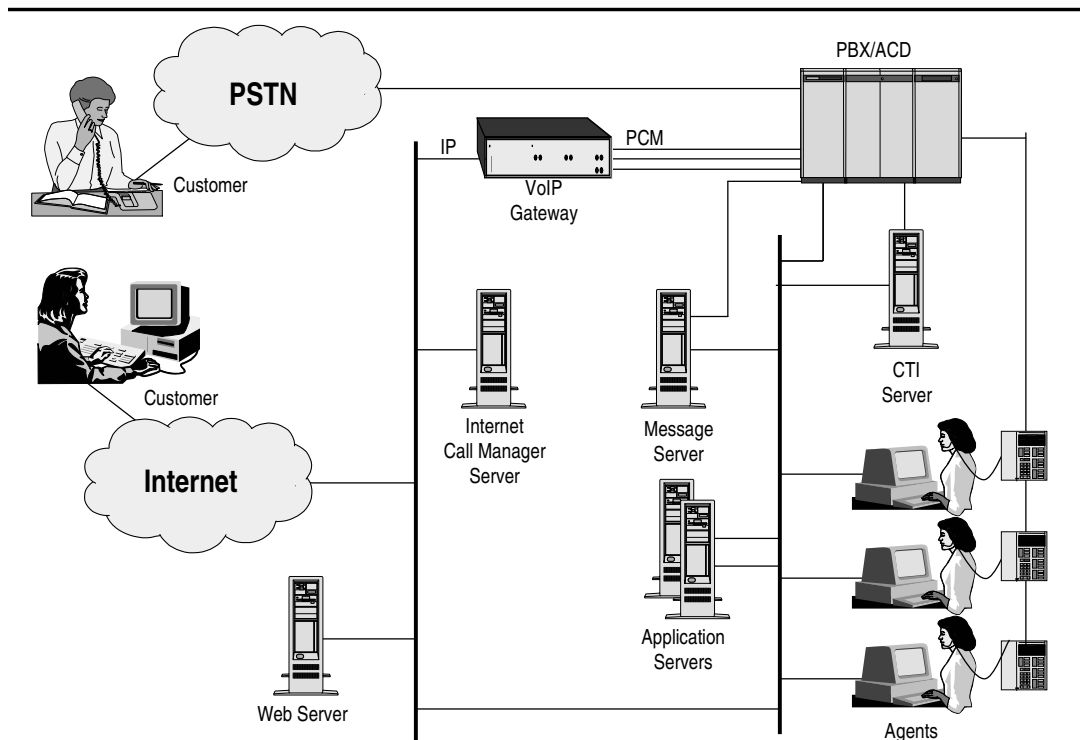 PBX/ACD
PSTN
IP
PCM
VoIP
Gateway
Customer
Customer
CTI
Server
Internet
Call Manager
Server
Message
Server
Internet
Application
Servers
Web Server
Agents